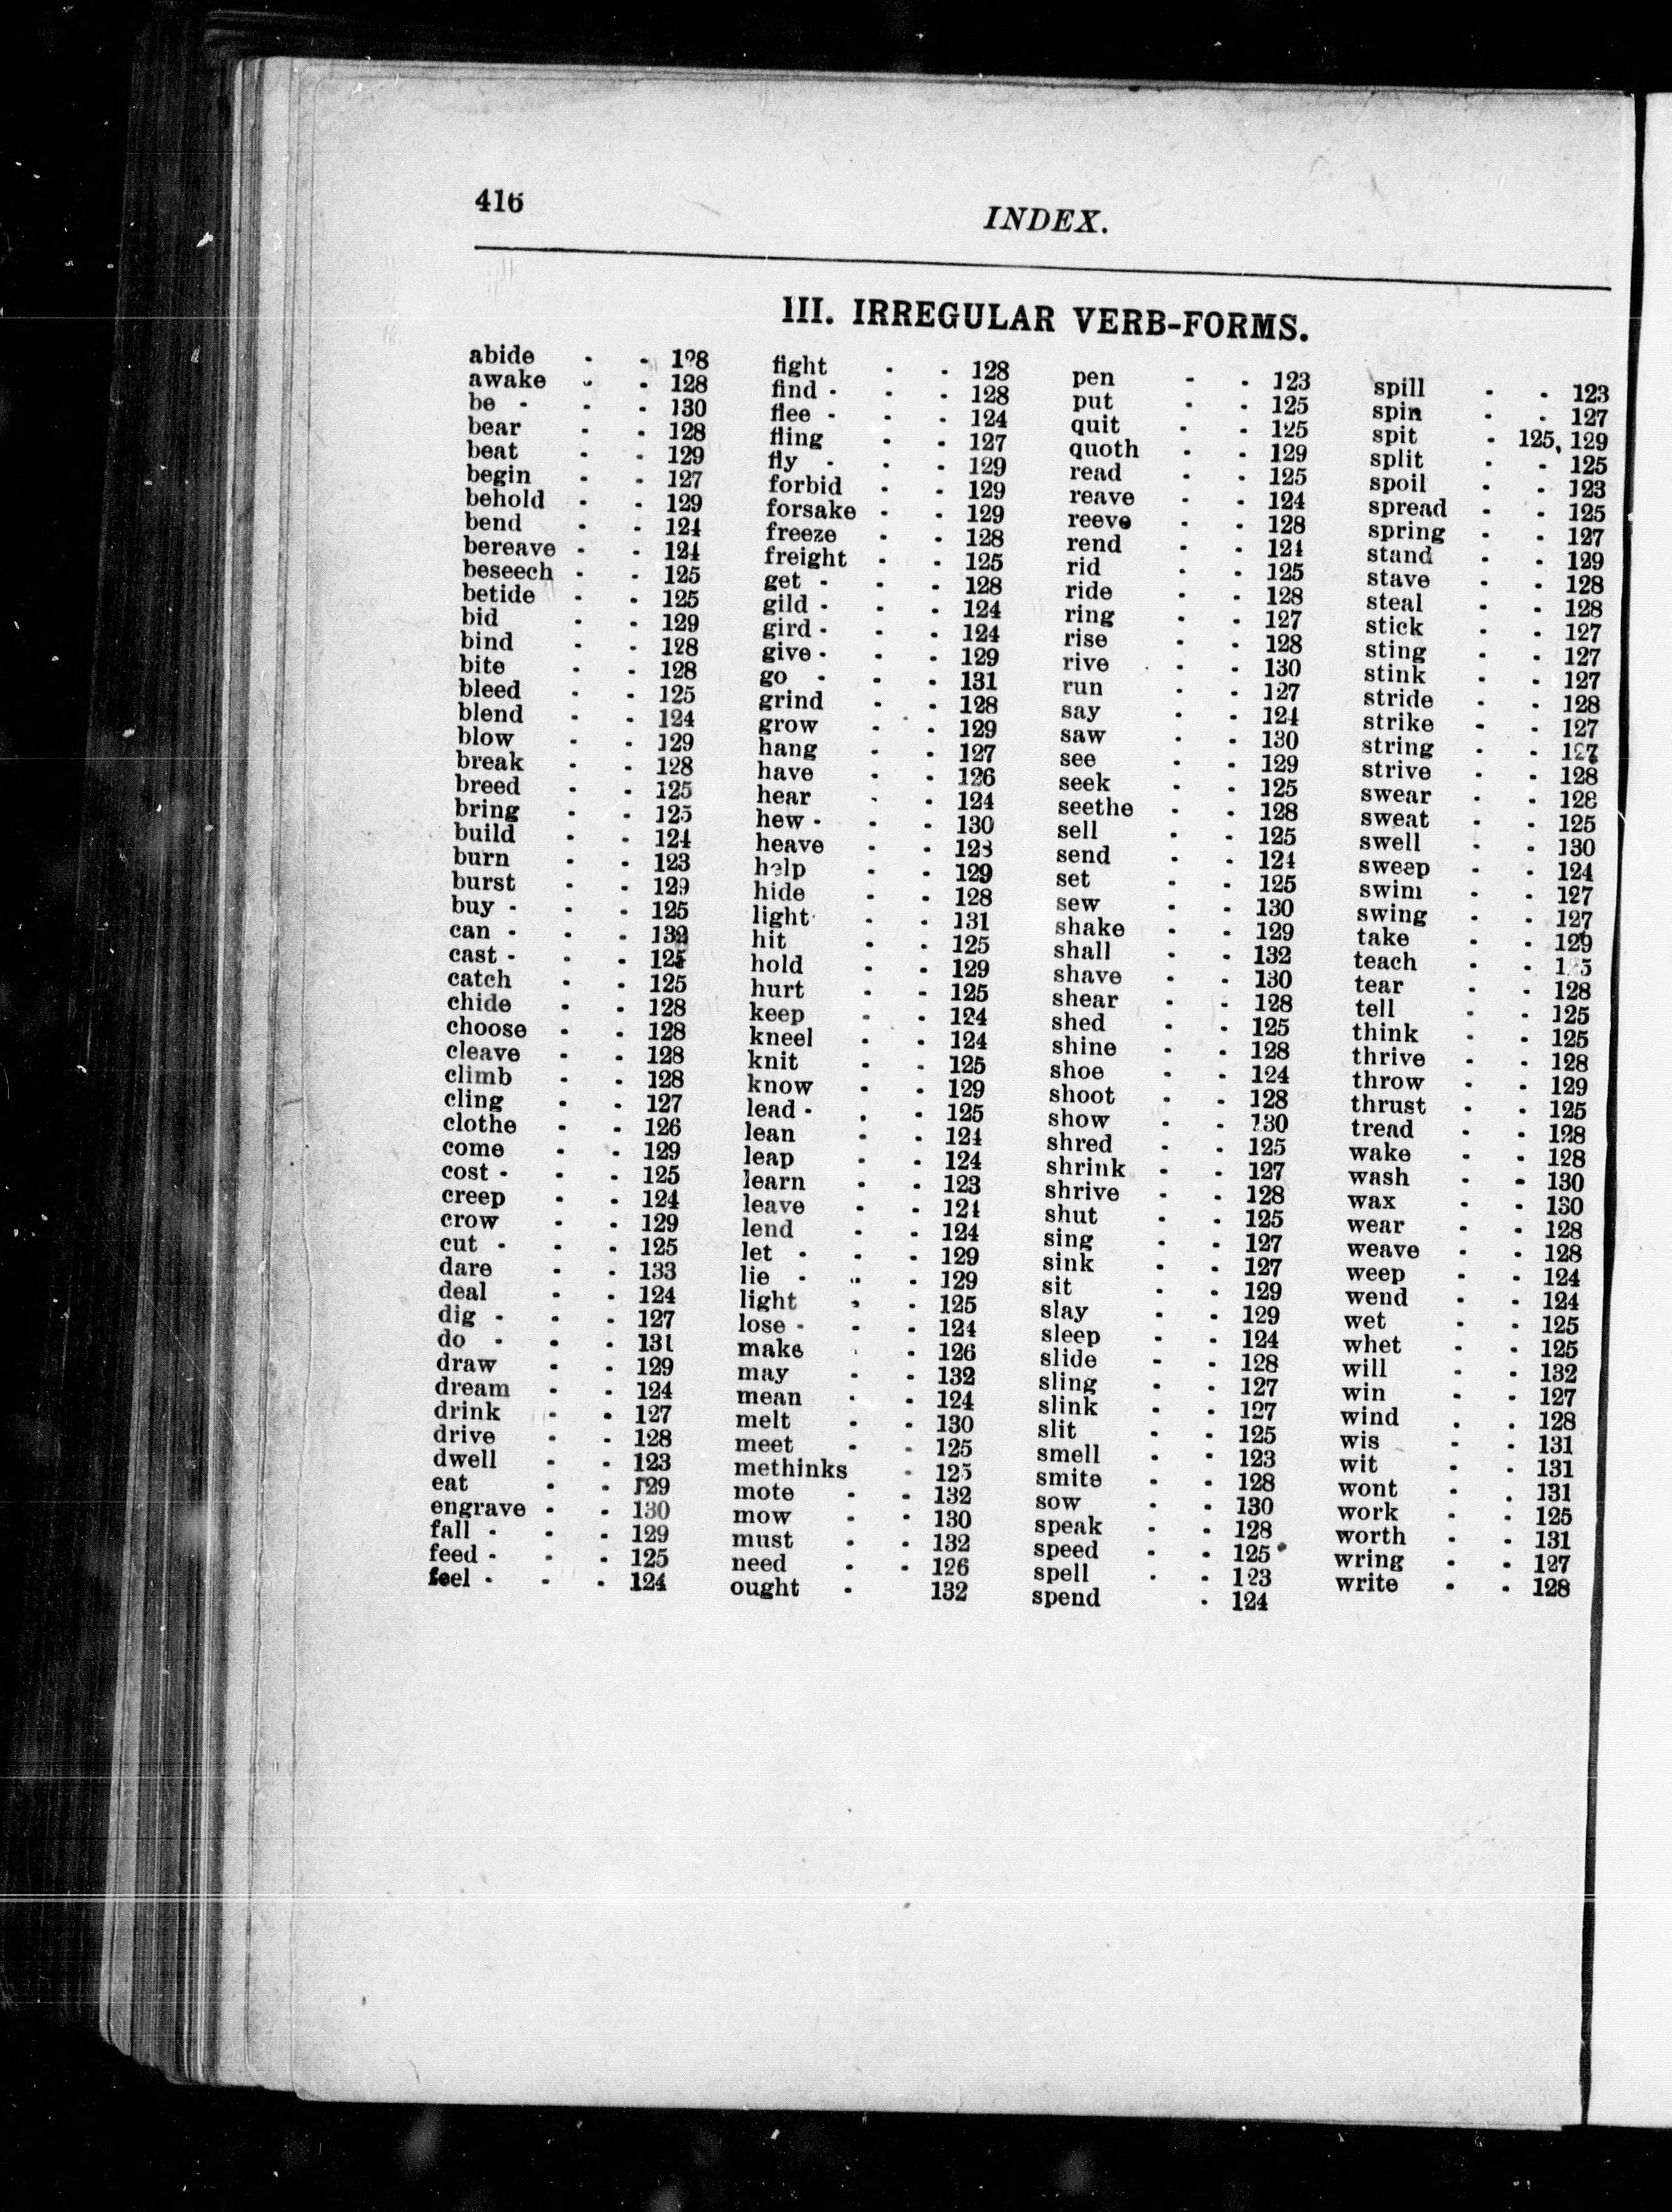 416
INDEX.
III. IRREGULAR VERB-FORMS.
abide - - 128
awake - - 128
be - - - 130
bear - - 128
beat - - 129
begin - - 127
behold - - 129
bend - - 124
bereave - - 124
beseech - - 125
betide - - 125
bid - - 129
bind - - 128
bite - - 128
bleed - - 125
blend - - 124
blow - - 129
break - - 128
breed - - 125
bring - - 125
build - - 124
burn - - 123
burst - - 129
buy - - - 125
can - - - 132
cast - - - 125
catch - - 125
chide - - 128
choose - - 128
cleave - - 128
climb - - 128
cling - - 127
clothe - - 126
come - - 129
cost - - - 125
creep - - 124
crow - - 129
cut - - - 125
dare - - 133
deal - - 124
dig - - - 127
do - - - 131
draw - - 129
dream - - 124
drink - - 127
drive - - 128
dwell - - 123
eat - - 129
engrave - - 130
fall - - - 129
feed - - - 125
feel - - - 124
fight - - 128
find - - - 128
flee - - - 124
fling - - 127
fly - - - 129
forbid - - 129
forsake - - 129
freeze - - 128
freight - - 125
get - - - 128
gild - - - 124
gird - - - 124
give - - - 129
go - - - 131
grind - - 128
grow - - 129
hang - - 127
have - - 126
hear - - 124
hew - - - 130
heave - - 128
help - - 129
hide - - 128
light - - 131
hit - - 125
hold - - 129
hurt - - 125
keep - - 124
kneel - - 124
knit - - 125
know - - 129
lead - - - 125
lean - - 124
leap - - 124
learn - - 123
leave - - 124
lend - - 124
let - - - 129
lie - - - 129
light - - 125
lose - - - 124
make - - 126
may - - 132
mean - - 124
melt - - 130
meet - - 125
methinks - 125
mote - - 132
mow - - 130
must - - 132
need - - 126
ought - 132
pen - - 123
put - - 125
quit - - 125
quoth - - 129
read - - 125
reave - - 124
reeve - - 128
rend - - 124
rid - - 125
ride - - 128
ring - - 127
rise - - 128
rive - - 130
run - - 127
say - - 124
saw - - 130
see - - 129
seek - - 125
seethe - - 128
sell - - 125
send - - 124
set - - 125
sew - - 130
shake - - 129
shall - - 132
shave - - 130
shear - - 128
shed - - 125
shine - - 128
shoe - - 124
shoot - - 128
show - - 130
shred - - 125
shrink - - 127
shrive - - 128
shut - - 125
sing - - 127
sink - - 127
sit - - 129
slay - - 129
sleep - - 124
slide - - 128
sling - - 127
slink - - 127
slit - - 125
smell - - 123
smite - - 128
sow - - 130
speak - - 128
speed - - 125
spell - - 123
spend - 124
spill - - 123
spin - - 127
spit - 125, 129
split - - 125
spoil - - 123
spread - - 125
spring - - 127
stand - - 129
stave - - 128
steal - - 128
stick - - 127
sting - - 127
stink - - 127
stride - - 128
strike - - 127
string - - 127
strive - - 128
swear - - 128
sweat - - 125
swell - - 130
sweep - - 124
swim - - 127
swing - - 127
take - - 129
teach - - 125
tear - - 128
tell - - 125
think - - 125
thrive - - 128
throw - - 129
thrust - - 125
tread - - 128
wake - - 128
wash - - 130
wax - - 130
wear - - 128
weave - - 128
weep - - 124
wend - - 124
wet - - 125
whet - - 125
will - - 132
win - - 127
wind - - 128
wis - - 131
wit - - 131
wont - - 131
work - - 125
worth - - 131
wring - - 127
write - - 128